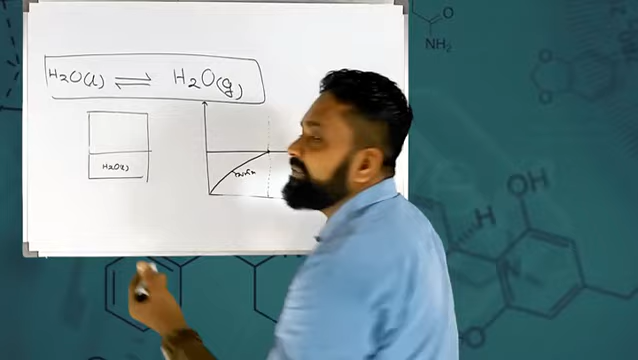 H₂O(l) ⇌ H₂O(g)
H₂O(l)
NH₂
O
O
O
OH
H
O